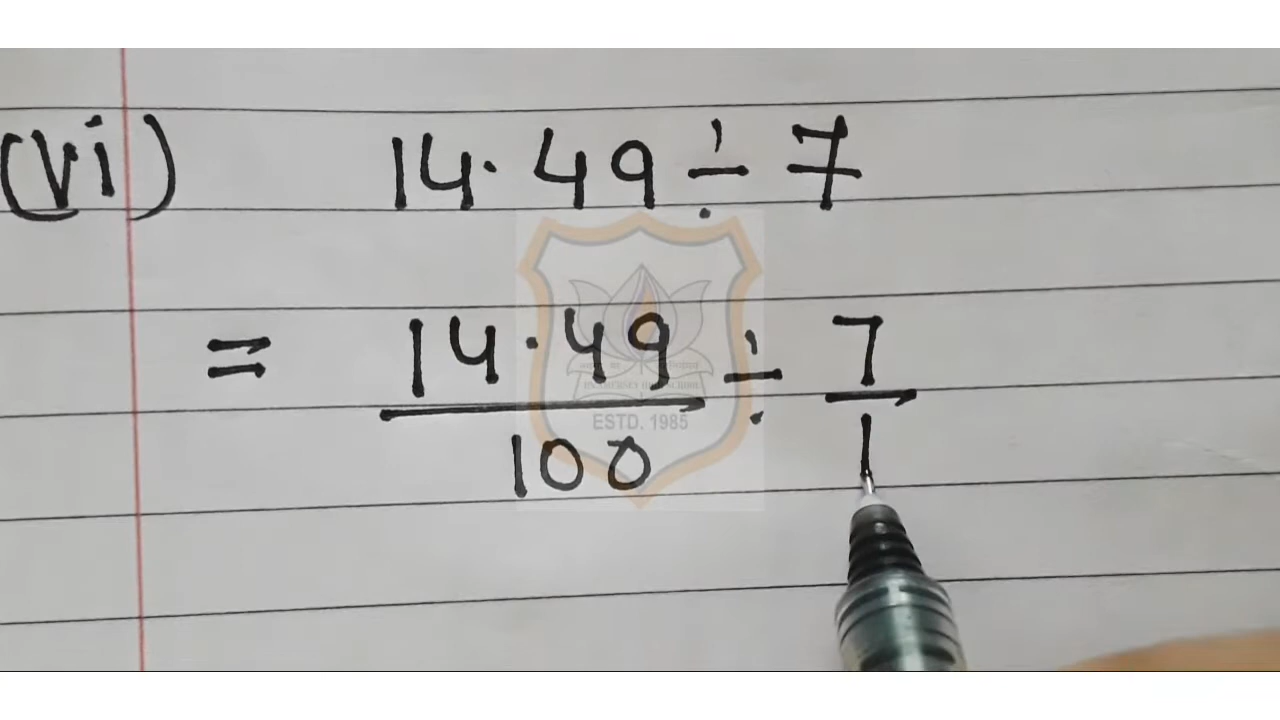 (vi) 14.49 ÷ 7
= 14.49/100 ÷ 7/1
ESTD. 1985